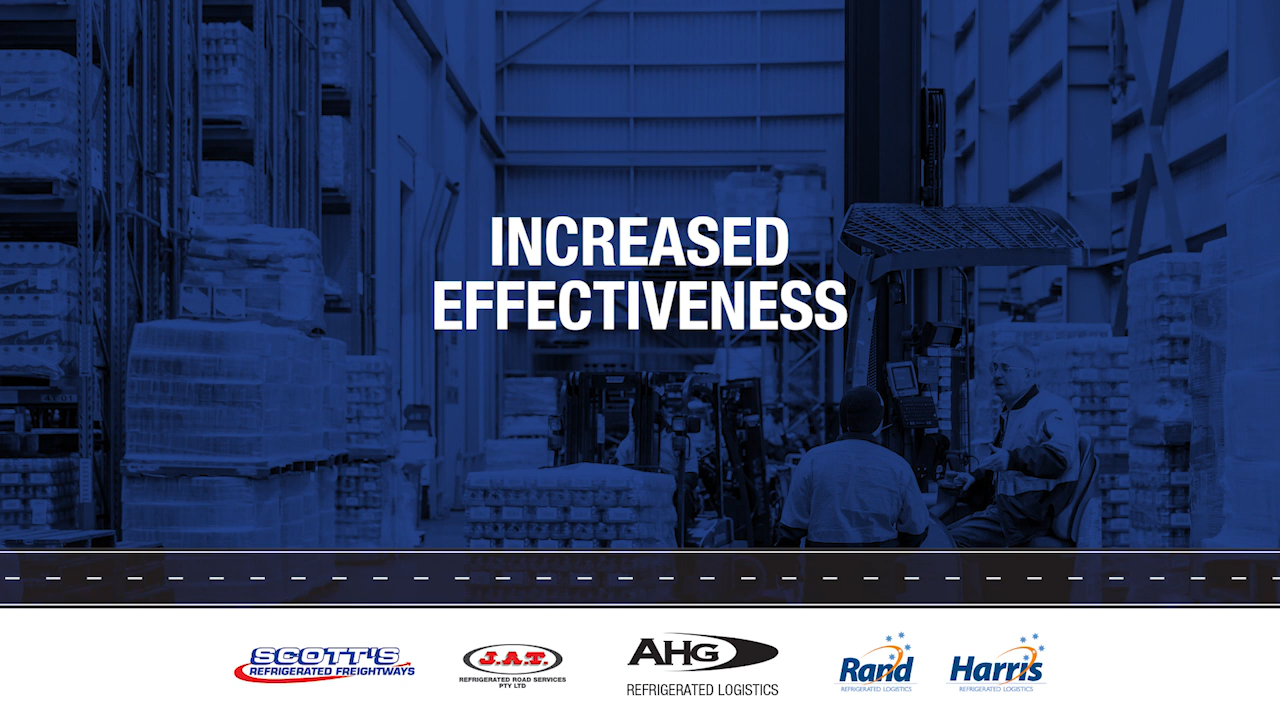 INCREASED
EFFECTIVENESS
SCOTT'S
REFRIGERATED FREIGHTWAYS
J.A.T.
REFRIGERATED ROAD SERVICES
PTY LTD
AHG
REFRIGERATED LOGISTICS
Rand
REFRIGERATED LOGISTICS
Harris
REFRIGERATED LOGISTICS